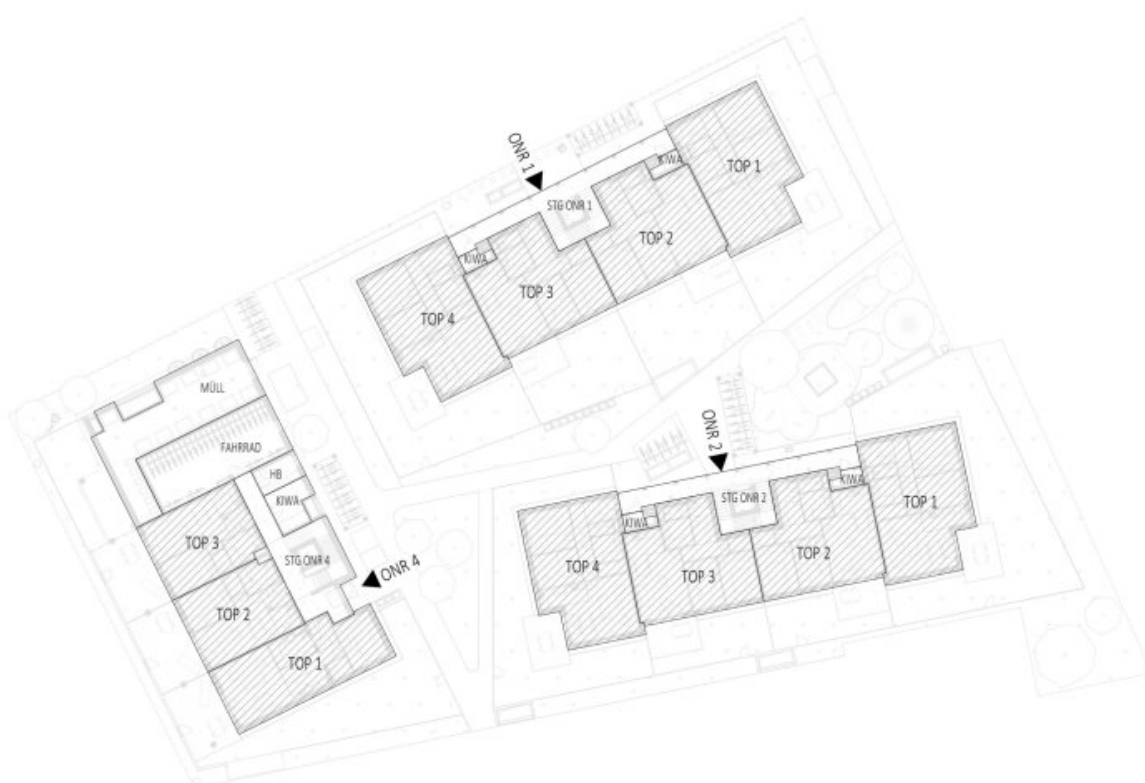 ONR 1
TOP 1
KIWA
STG ONR 1
TOP 2
KIWA
TOP 3
TOP 4
MÜLL
FAHRRAD
HB
KIWA
TOP 3
STG ONR 4
ONR 4
TOP 2
TOP 1
ONR 2
KIWA
STG ONR 2
TOP 1
KIWA
TOP 2
TOP 3
TOP 4